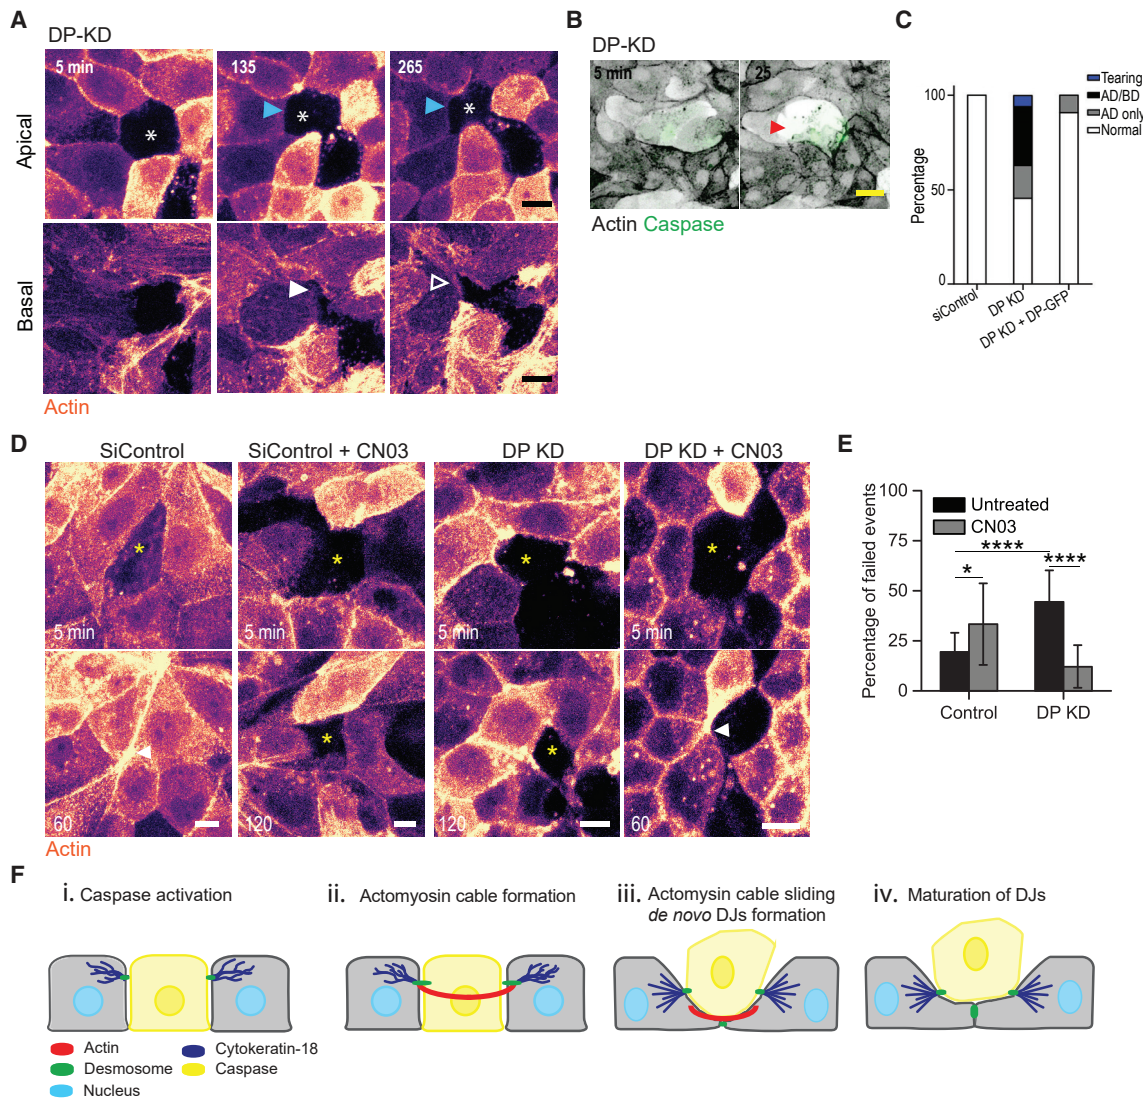 A
DP-KD
5 min
135
265
Apical
Basal
Actin
B
DP-KD
5 min
25
Actin Caspase
C
Tearing
AD/BD
AD only
Normal
100
50
0
Percentage
siControl
DP KD
DP KD + DP-GFP
D
SiControl
SiControl + CN03
DP KD
DP KD + CN03
5 min
5 min
5 min
5 min
60
120
120
60
Actin
E
100
75
50
25
0
Percentage of failed events
Untreated
CN03
****
*
****
Control
DP KD
F
i. Caspase activation
ii. Actomyosin cable formation
iii. Actomysin cable sliding
de novo DJs formation
iv. Maturation of DJs
Actin
Desmosome
Nucleus
Cytokeratin-18
Caspase